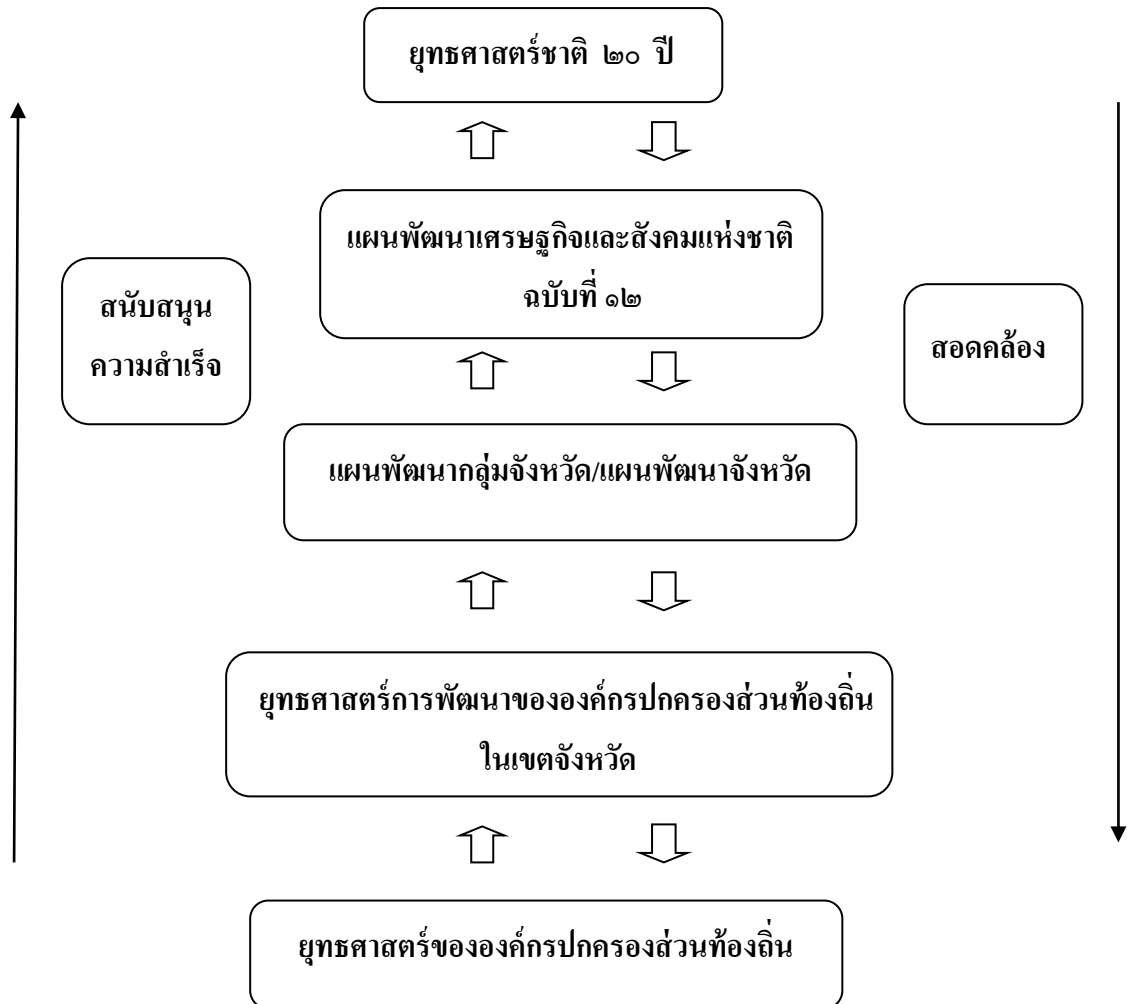 ยุทธศาสตร์ชาติ ๒๐ ปี
แผนพัฒนาเศรษฐกิจและสังคมแห่งชาติ
ฉบับที่ ๑๒
สนับสนุน
ความสำเร็จ
สอดคล้อง
แผนพัฒนากลุ่มจังหวัด/แผนพัฒนาจังหวัด
ยุทธศาสตร์การพัฒนาขององค์กรปกครองส่วนท้องถิ่น
ในเขตจังหวัด
ยุทธศาสตร์ขององค์กรปกครองส่วนท้องถิ่น